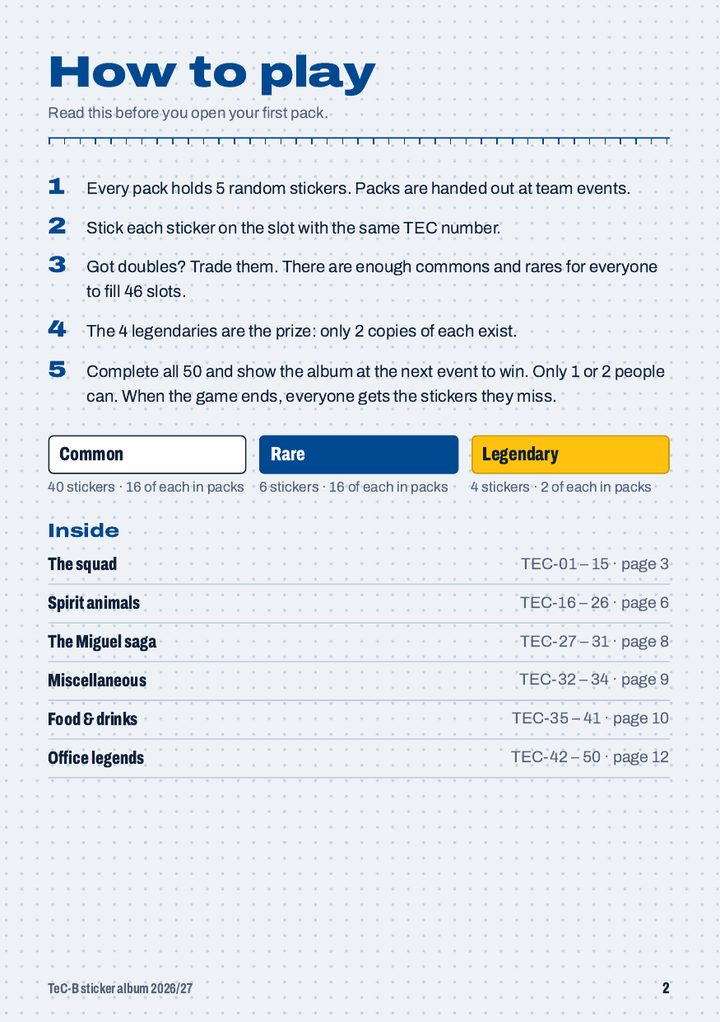 How to play
Read this before you open your first pack.
1 Every pack holds 5 random stickers. Packs are handed out at team events.
2 Stick each sticker on the slot with the same TEC number.
3 Got doubles? Trade them. There are enough commons and rares for everyone
to fill 46 slots.
4 The 4 legendaries are the prize: only 2 copies of each exist.
5 Complete all 50 and show the album at the next event to win. Only 1 or 2 people
can. When the game ends, everyone gets the stickers they miss.
Common Rare Legendary
40 stickers · 16 of each in packs 6 stickers · 16 of each in packs 4 stickers · 2 of each in packs
Inside
The squad TEC-01 – 15 · page 3
Spirit animals TEC-16 – 26 · page 6
The Miguel saga TEC-27 – 31 · page 8
Miscellaneous TEC-32 – 34 · page 9
Food & drinks TEC-35 – 41 · page 10
Office legends TEC-42 – 50 · page 12
TeC-B sticker album 2026/27 2